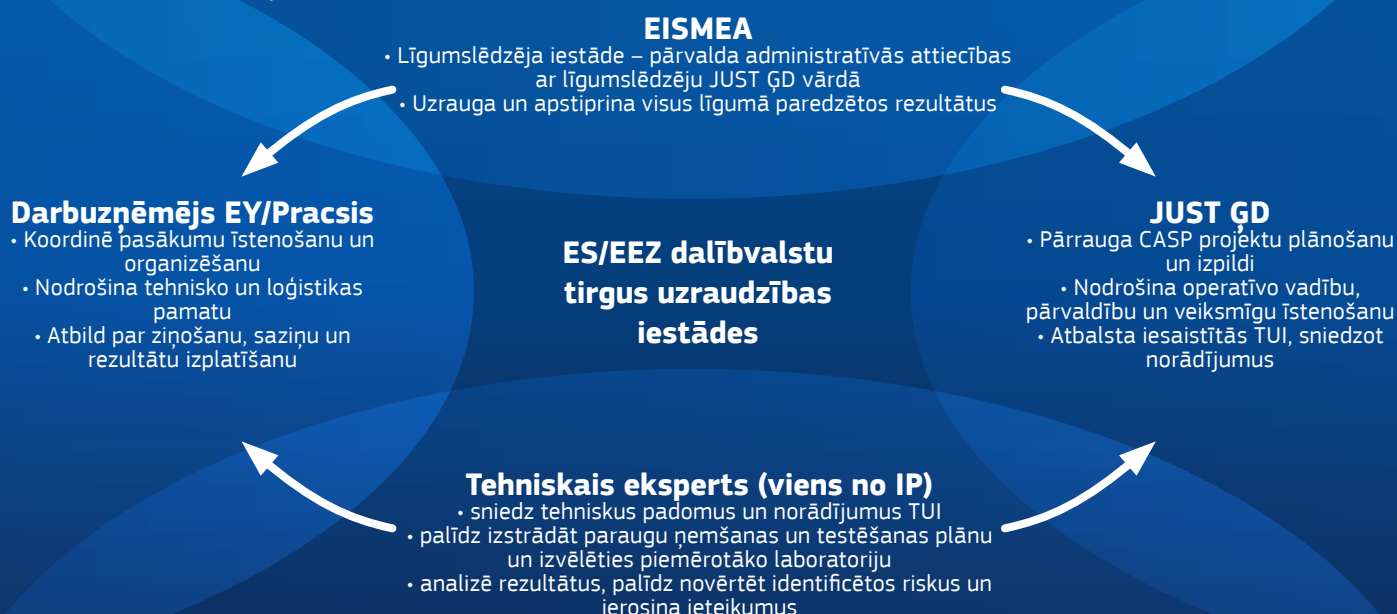 EISMEA
• Līgumslēdzēja iestāde – pārvalda administratīvās attiecības
ar līgumslēdzēju JUST ĢD vārdā
• Uzrauga un apstiprina visus līgumā paredzētos rezultātus
Darbuzņēmējs EY/Pracsis
• Koordinē pasākumu īstenošanu un
organizēšanu
• Nodrošina tehnisko un loģistikas
pamatu
• Atbild par ziņošanu, saziņu un
rezultātu izplatīšanu
ES/EEZ dalībvalstu
tirgus uzraudzības
iestādes
JUST ĢD
• Pārrauga CASP projektu plānošanu
un izpildi
• Nodrošina operatīvo vadību,
pārvaldību un veiksmīgu īstenošanu
• Atbalsta iesaistītās TUI, sniedzot
norādījumus
Tehniskais eksperts (viens no IP)
• sniedz tehniskus padomus un norādījumus TUI
• palīdz izstrādāt paraugu ņemšanas un testēšanas plānu
un izvēlēties piemērotāko laboratoriju
• analizē rezultātus, palīdz novērtēt identificētos riskus un
ierosina ieteikumus